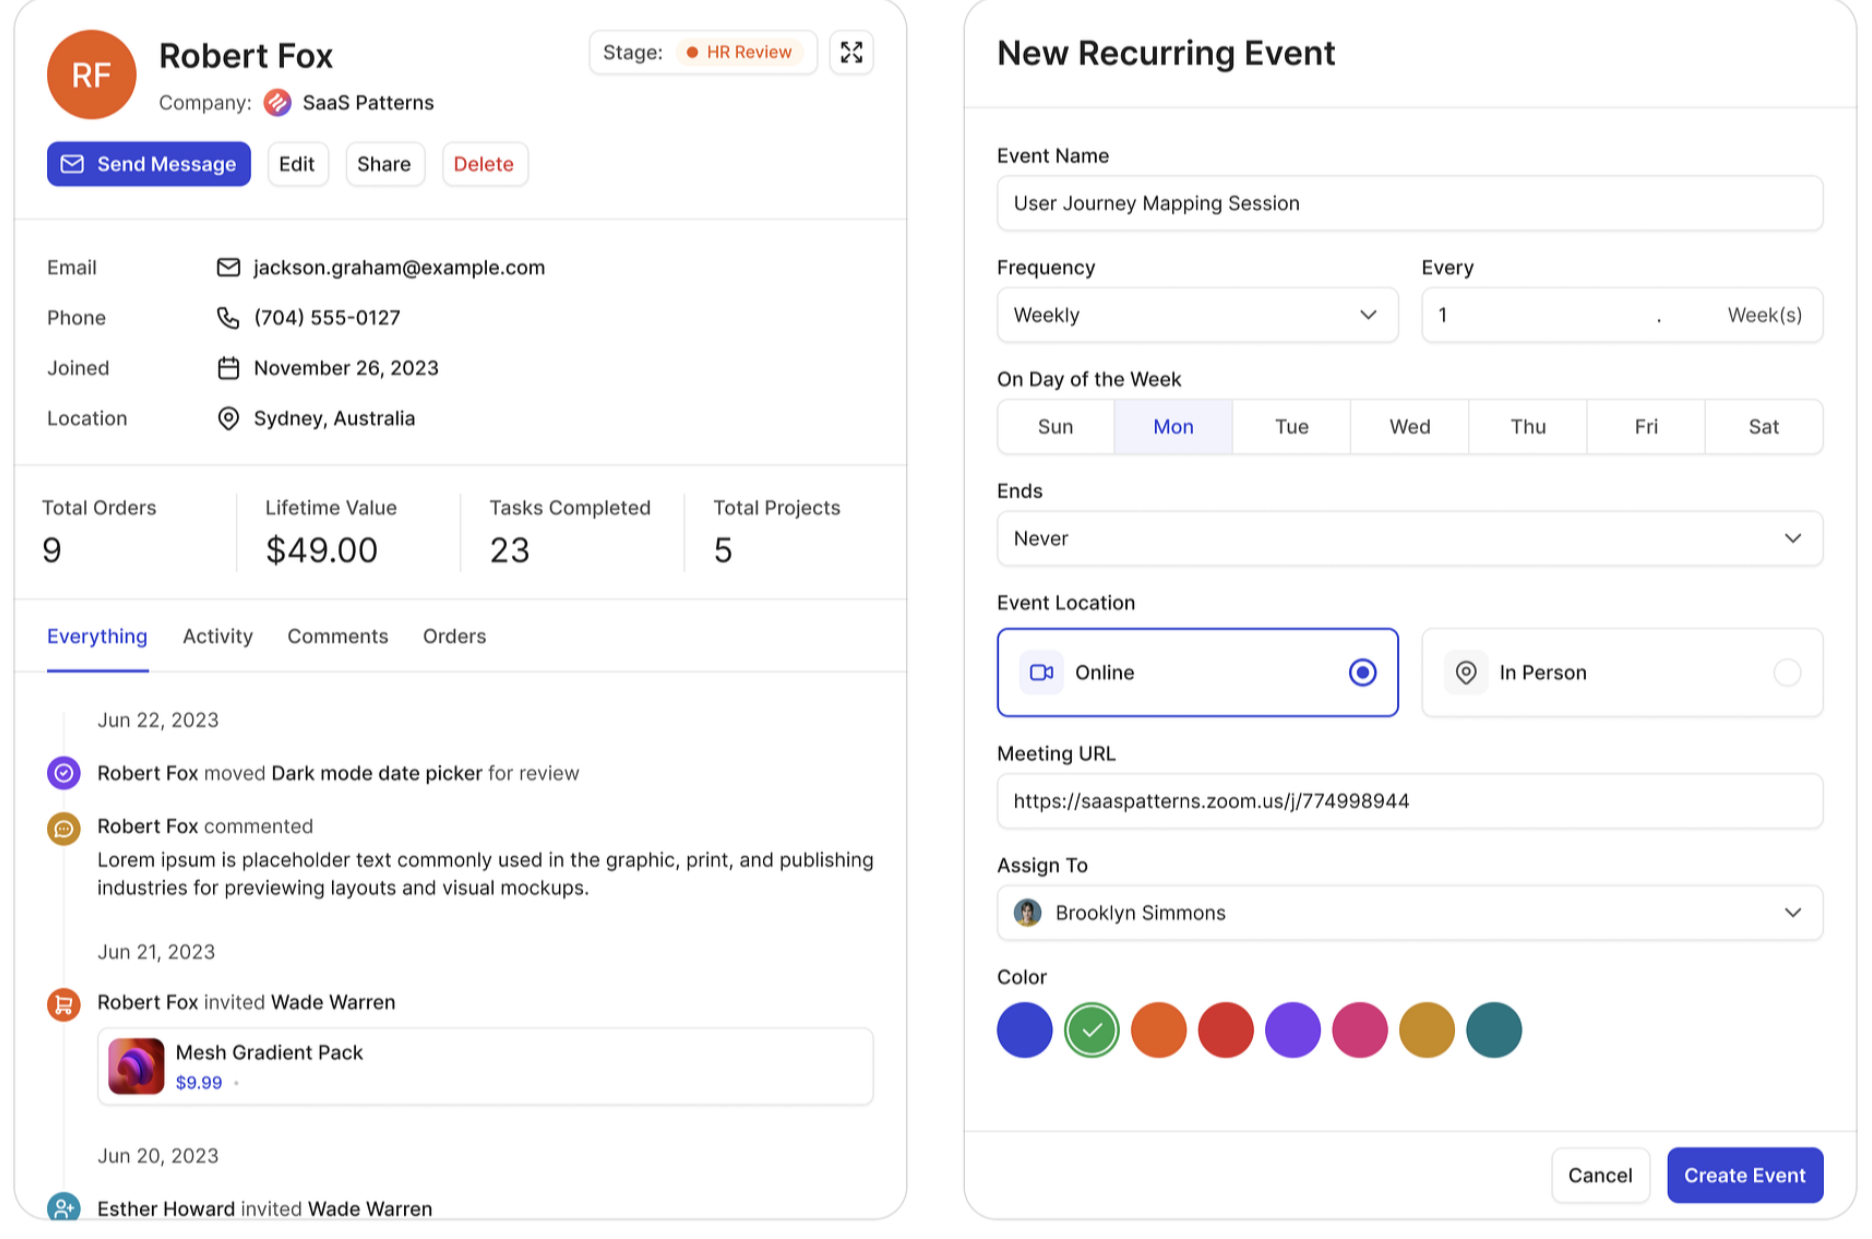 RF
Robert Fox
Company: SaaS Patterns
Stage: HR Review
Send Message
Edit
Share
Delete
Email jackson.graham@example.com
Phone (704) 555-0127
Joined November 26, 2023
Location Sydney, Australia
Total Orders
9
Lifetime Value
$49.00
Tasks Completed
23
Total Projects
5
Everything
Activity
Comments
Orders
Jun 22, 2023
Robert Fox moved Dark mode date picker for review
Robert Fox commented
Lorem ipsum is placeholder text commonly used in the graphic, print, and publishing
industries for previewing layouts and visual mockups.
Jun 21, 2023
Robert Fox invited Wade Warren
Mesh Gradient Pack
$9.99
Jun 20, 2023
Esther Howard invited Wade Warren
New Recurring Event
Event Name
User Journey Mapping Session
Frequency
Weekly
Every
1 . Week(s)
On Day of the Week
Sun Mon Tue Wed Thu Fri Sat
Ends
Never
Event Location
Online
In Person
Meeting URL
https://saaspatterns.zoom.us/j/774998944
Assign To
Brooklyn Simmons
Color
Cancel
Create Event